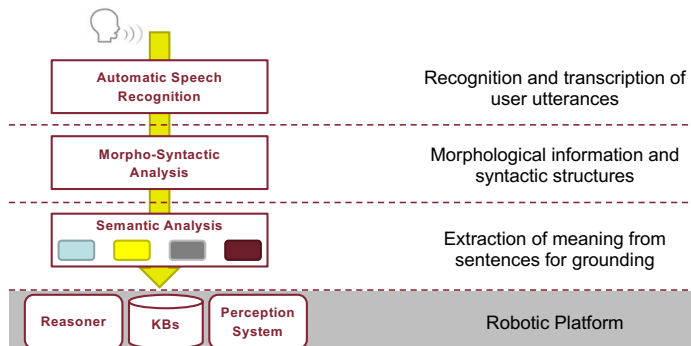 Automatic Speech
Recognition
Recognition and transcription of
user utterances
Morpho-Syntactic
Analysis
Morphological information and
syntactic structures
Semantic Analysis
Extraction of meaning from
sentences for grounding
Reasoner
KBs
Perception
System
Robotic Platform